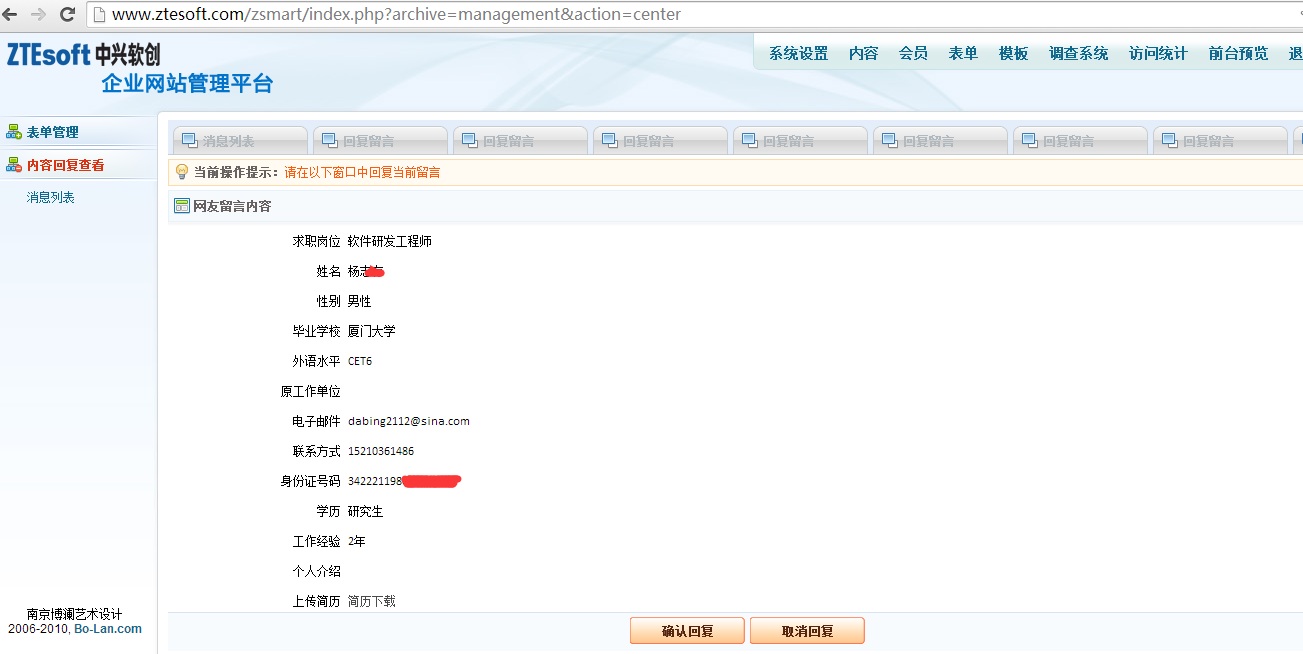 www.ztesoft.com/zsmart/index.php?archive=management&action=center
ZTEsoft 中兴软创
企业网站管理平台
系统设置 内容 会员 表单 模板 调查系统 访问统计 前台预览 退
表单管理
内容回复查看
消息列表
消息列表 回复留言 回复留言 回复留言 回复留言 回复留言 回复留言 回复留言
当前操作提示：请在以下窗口中回复当前留言
网友留言内容
求职岗位 软件研发工程师
姓名 杨志
性别 男性
毕业学校 厦门大学
外语水平 CET6
原工作单位
电子邮件 dabing2112@sina.com
联系方式 15210361486
身份证号码 342221198
学历 研究生
工作经验 2年
个人介绍
上传简历 简历下载
确认回复 取消回复
南京博澜艺术设计
2006-2010, Bo-Lan.com